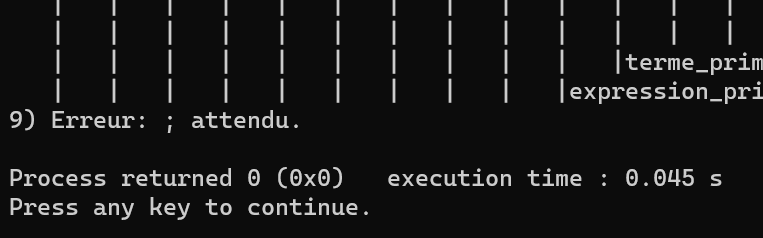 |   |   |   |   |   |   |   |   |   |   |   |   |
|   |   |   |   |   |   |   |   |   |   |   |   |
|   |   |   |   |   |   |   |   |   |   |terme_prim
|   |   |   |   |   |   |   |   |   |expression_pri
9) Erreur: ; attendu.
Process returned 0 (0x0)   execution time : 0.045 s
Press any key to continue.